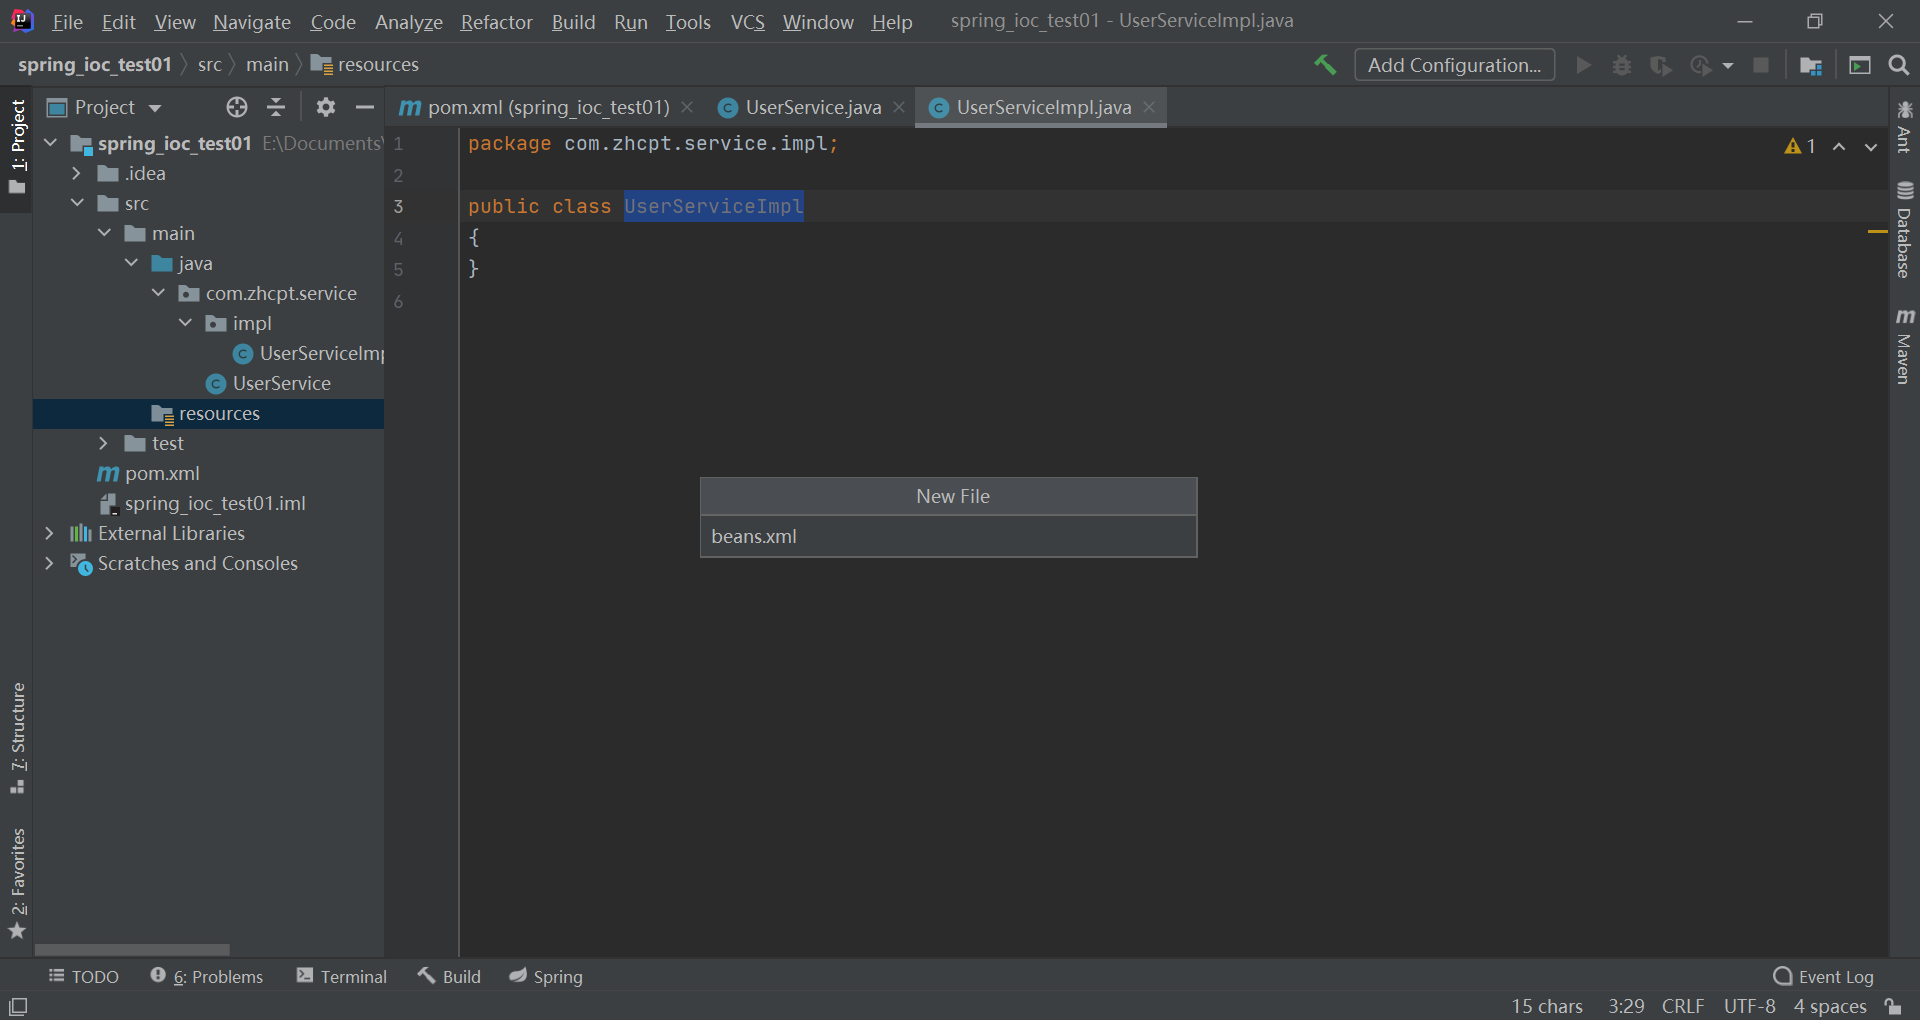 File Edit View Navigate Code Analyze Refactor Build Run Tools VCS Window Help spring_ioc_test01 - UserServiceImpl.java
spring_ioc_test01 src main resources Add Configuration...
Project
pom.xml (spring_ioc_test01) UserService.java UserServiceImpl.java
spring_ioc_test01 E:\Documents\
.idea
src
main
java
com.zhcpt.service
impl
UserServiceImp
UserService
resources
test
pom.xml
spring_ioc_test01.iml
External Libraries
Scratches and Consoles
1 package com.zhcpt.service.impl;
2
3 public class UserServiceImpl
4 {
5 }
6
1
New File
beans.xml
1: Project
7: Structure
2: Favorites
Ant
Database
Maven
TODO 6: Problems Terminal Build Spring Event Log
15 chars 3:29 CRLF UTF-8 4 spaces